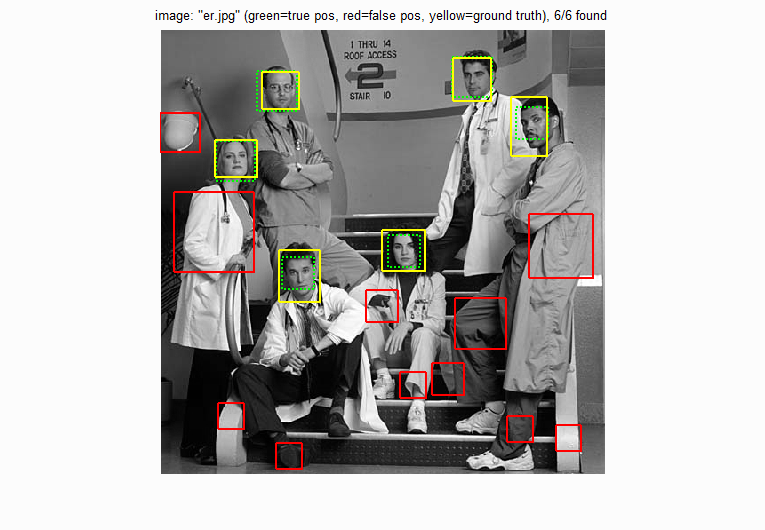 image: "er.jpg" (green=true pos, red=false pos, yellow=ground truth), 6/6 found
1 THRU 14
ROOF ACCESS
2
STAIR 10